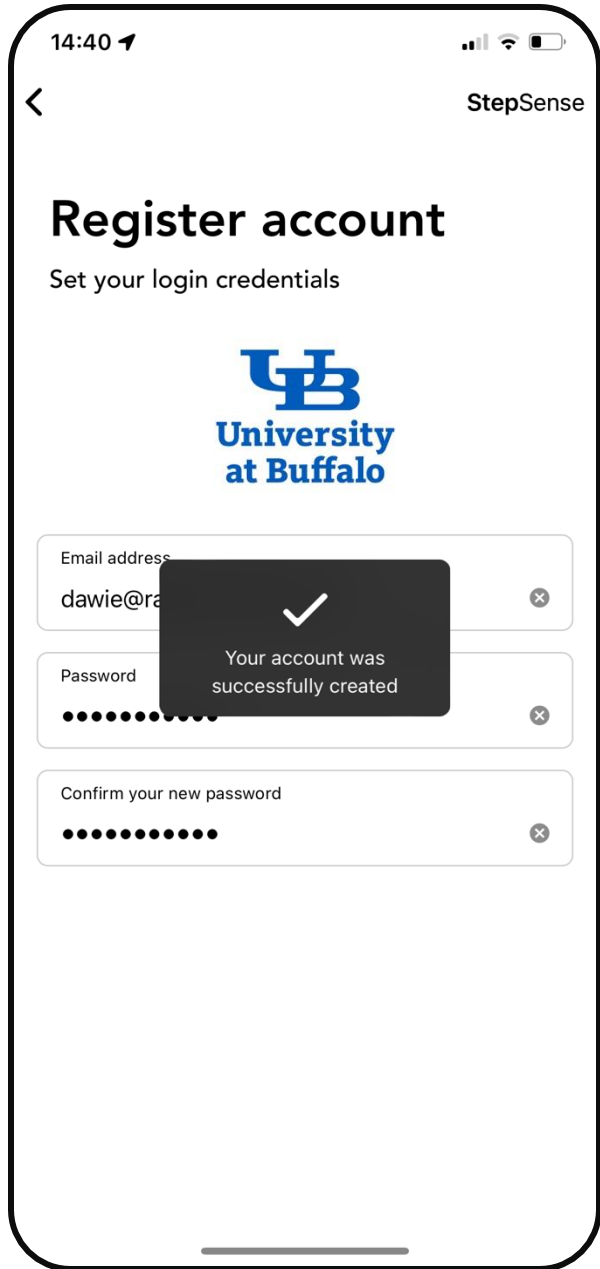 14:40
StepSense
Register account
Set your login credentials
UB
University
at Buffalo
Email address
dawie@ra
Your account was
successfully created
Password
●●●●●●●●●●●
Confirm your new password
●●●●●●●●●●●